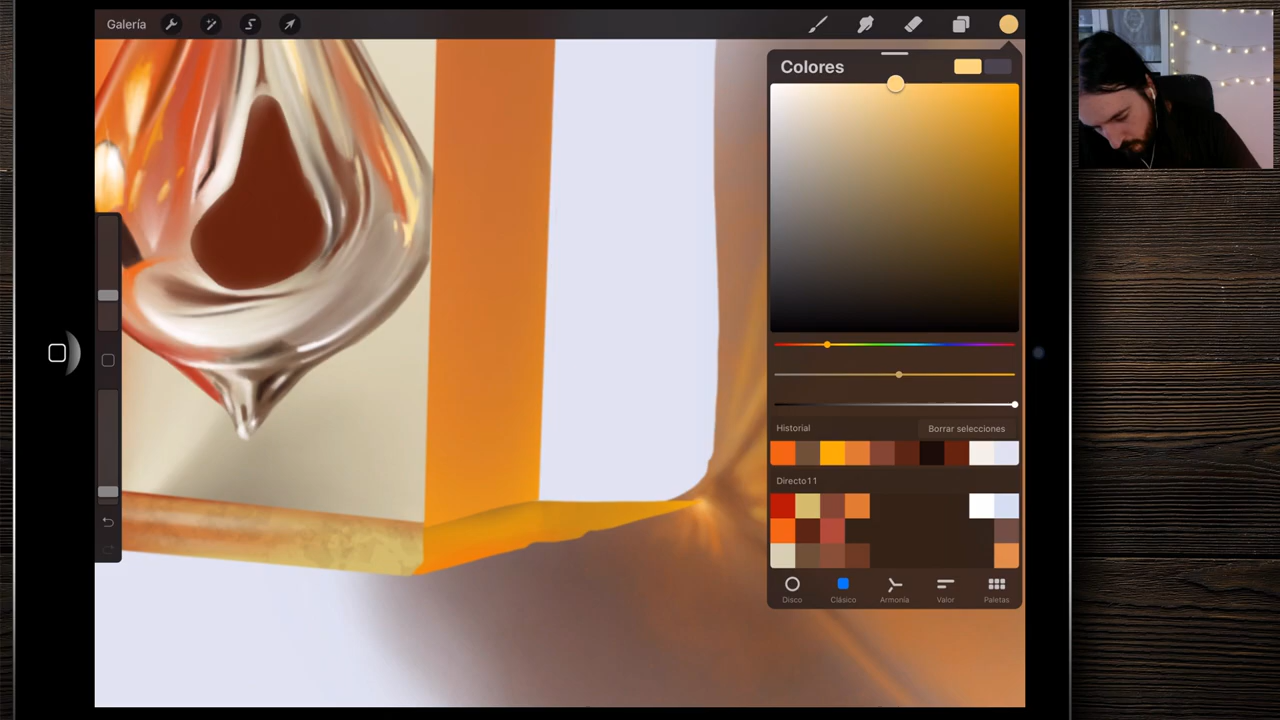 Galería
Colores
Historial
Borrar selecciones
Directo11
Disco
Clásico
Armonía
Valor
Paletas